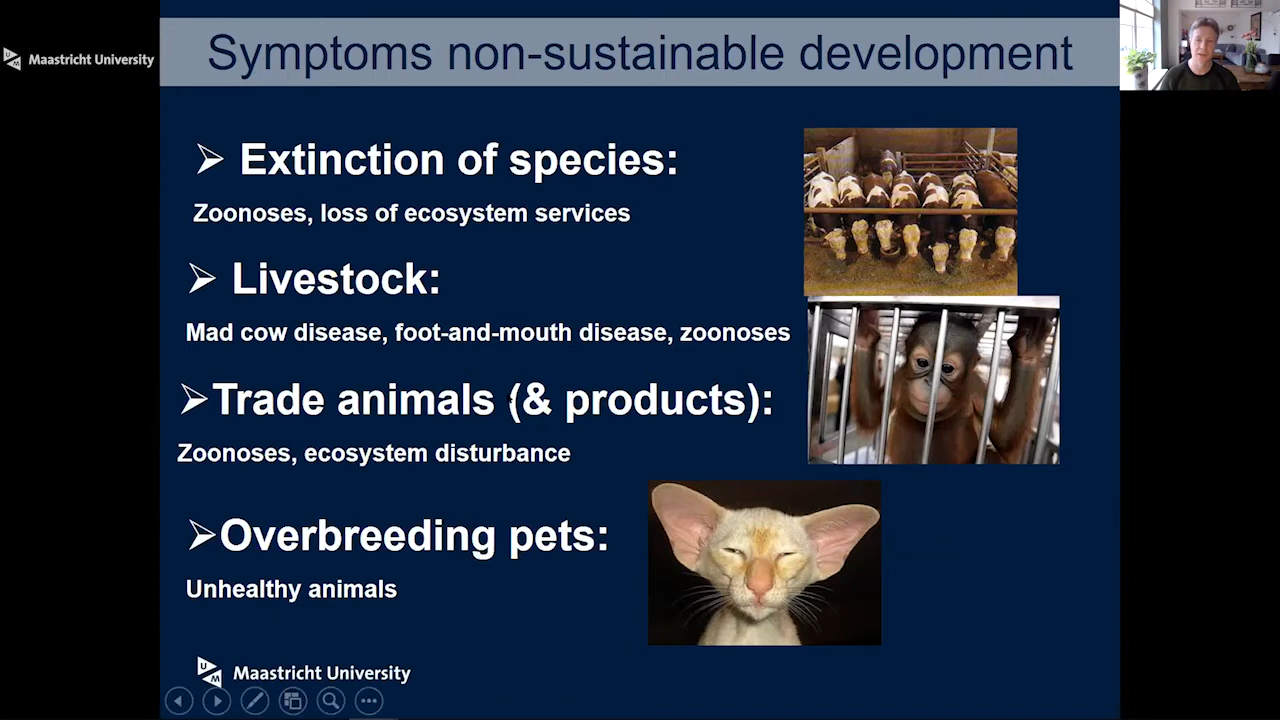 Maastricht University
Symptoms non-sustainable development
Extinction of species:
Zoonoses, loss of ecosystem services
Livestock:
Mad cow disease, foot-and-mouth disease, zoonoses
Trade animals (& products):
Zoonoses, ecosystem disturbance
Overbreeding pets:
Unhealthy animals
Maastricht University